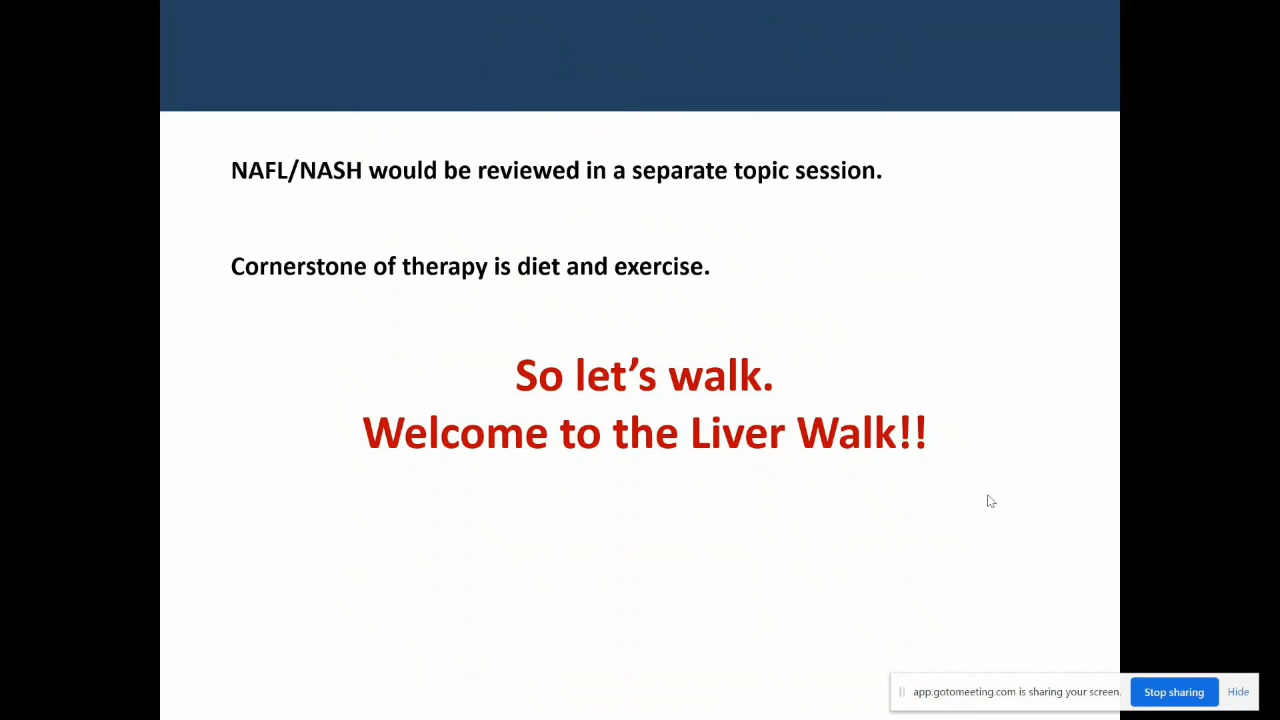 NAFL/NASH would be reviewed in a separate topic session.
Cornerstone of therapy is diet and exercise.
So let’s walk.
Welcome to the Liver Walk!!
app.gotomeeting.com is sharing your screen.
Stop sharing
Hide